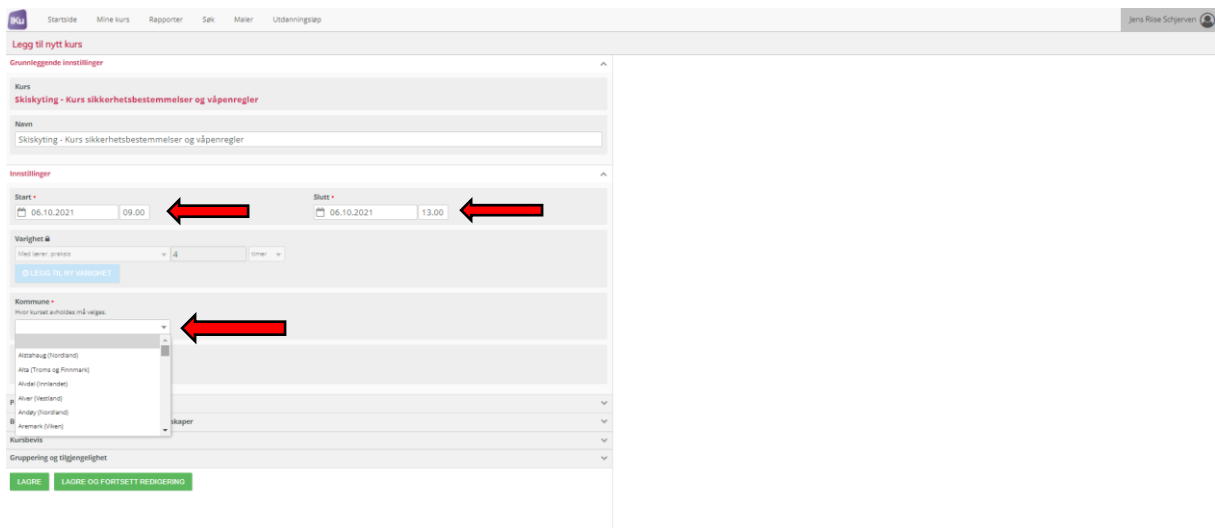 IKu
Startside Mine kurs Rapporter Søk Maler Utdanningsløp
Jens Riise Schjerven
Legg til nytt kurs
Grunnleggende innstillinger
Kurs
Skiskyting - Kurs sikkerhetsbestemmelser og våpenregler
Navn
Skiskyting - Kurs sikkerhetsbestemmelser og våpenregler
Innstillinger
Start • Slutt •
06.10.2021 09.00 06.10.2021 13.00
Varighet
Med lærer, praksis 4 timer
LEGG TIL NY VARIGHET
Kommune •
Hvor kurset avholdes må velges.
Alstahaug (Nordland)
Alta (Troms og Finnmark)
Alvdal (Innlandet)
Alver (Vestland)
Andøy (Nordland)
Aremark (Viken)
P
B skaper
Kursbevis
Gruppering og tilgjengelighet
LAGRE LAGRE OG FORTSETT REDIGERING